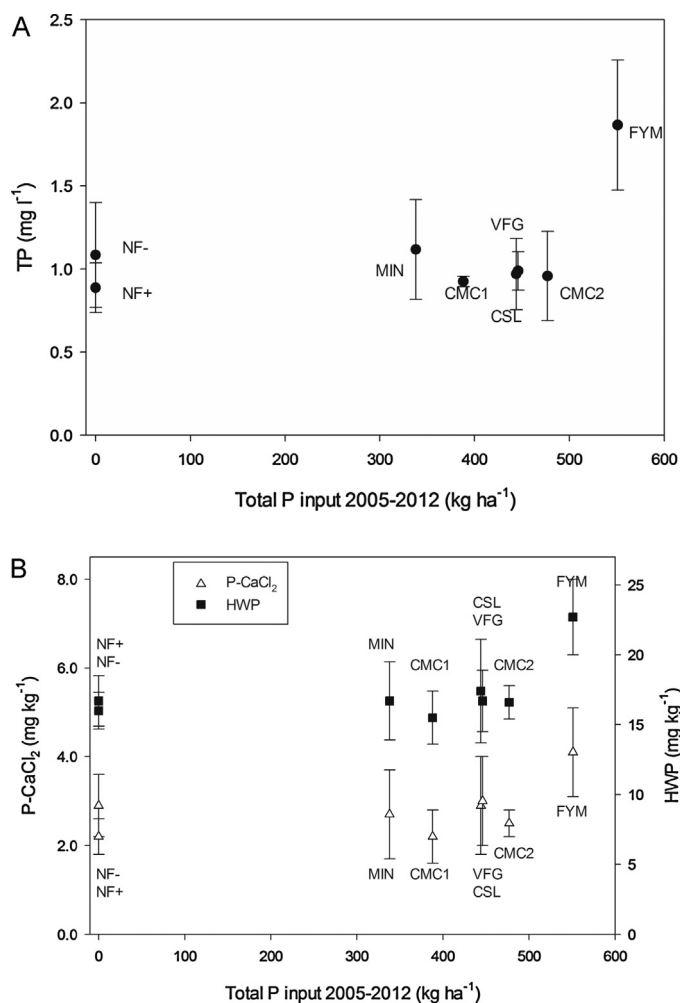 A
2.5
2.0
1.5
1.0
0.5
0.0
TP (mg l⁻¹)
FYM
NF-
NF+
MIN
CMC1
VFG
CSL
CMC2
0 100 200 300 400 500 600
Total P input 2005-2012 (kg ha⁻¹)
B
P-CaCl₂
HWP
8.0
6.0
4.0
2.0
0.0
P-CaCl₂ (mg kg⁻¹)
25
20
15
10
5
0
HWP (mg kg⁻¹)
NF+
NF-
MIN
CMC1
CSL
VFG
CMC2
FYM
NF-
NF+
MIN
CMC1
VFG
CSL
CMC2
FYM
0 100 200 300 400 500 600
Total P input 2005-2012 (kg ha⁻¹)